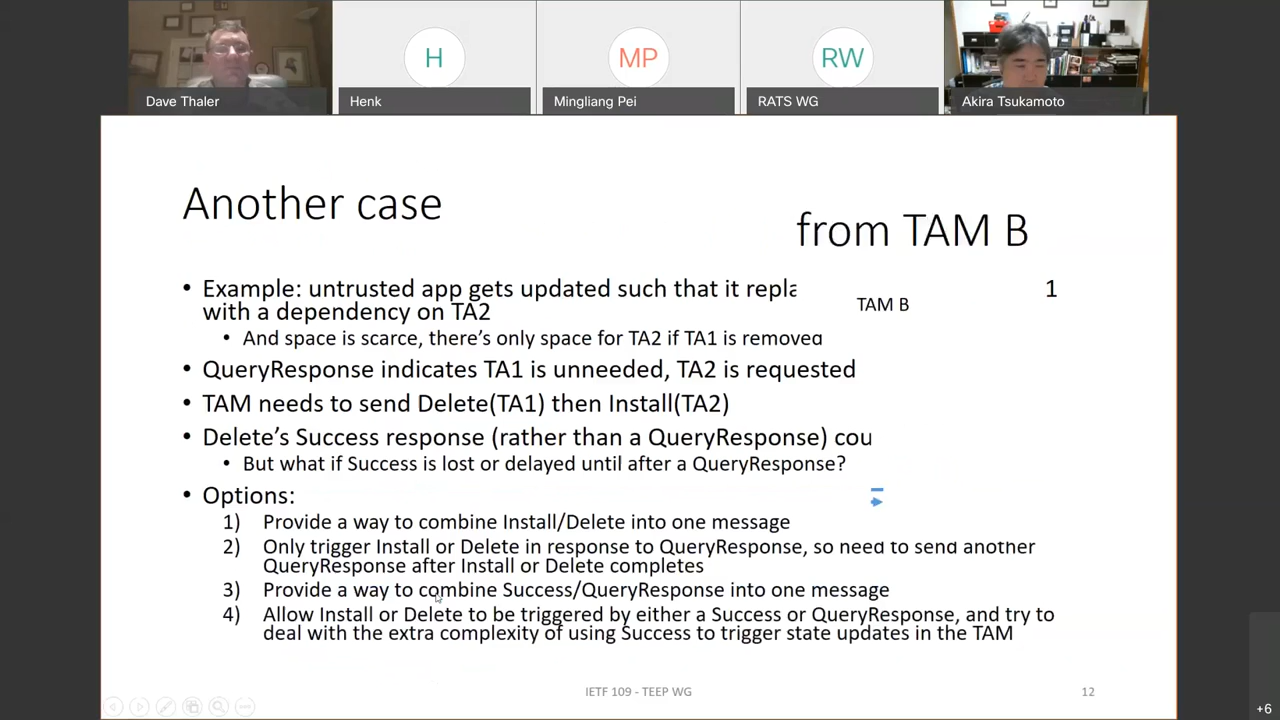 H
MP
RW
Dave Thaler
Henk
Mingliang Pei
RATS WG
Akira Tsukamoto
Another case
from TAM B
• Example: untrusted app gets updated such that it repla 1
TAM B
with a dependency on TA2
• And space is scarce, there's only space for TA2 if TA1 is removed
• QueryResponse indicates TA1 is unneeded, TA2 is requested
• TAM needs to send Delete(TA1) then Install(TA2)
• Delete's Success response (rather than a QueryResponse) cou
• But what if Success is lost or delayed until after a QueryResponse?
• Options:
1) Provide a way to combine Install/Delete into one message
2) Only trigger Install or Delete in response to QueryResponse, so need to send another
QueryResponse after Install or Delete completes
3) Provide a way to combine Success/QueryResponse into one message
4) Allow Install or Delete to be triggered by either a Success or QueryResponse, and try to
deal with the extra complexity of using Success to trigger state updates in the TAM
IETF 109 - TEEP WG
12
+6